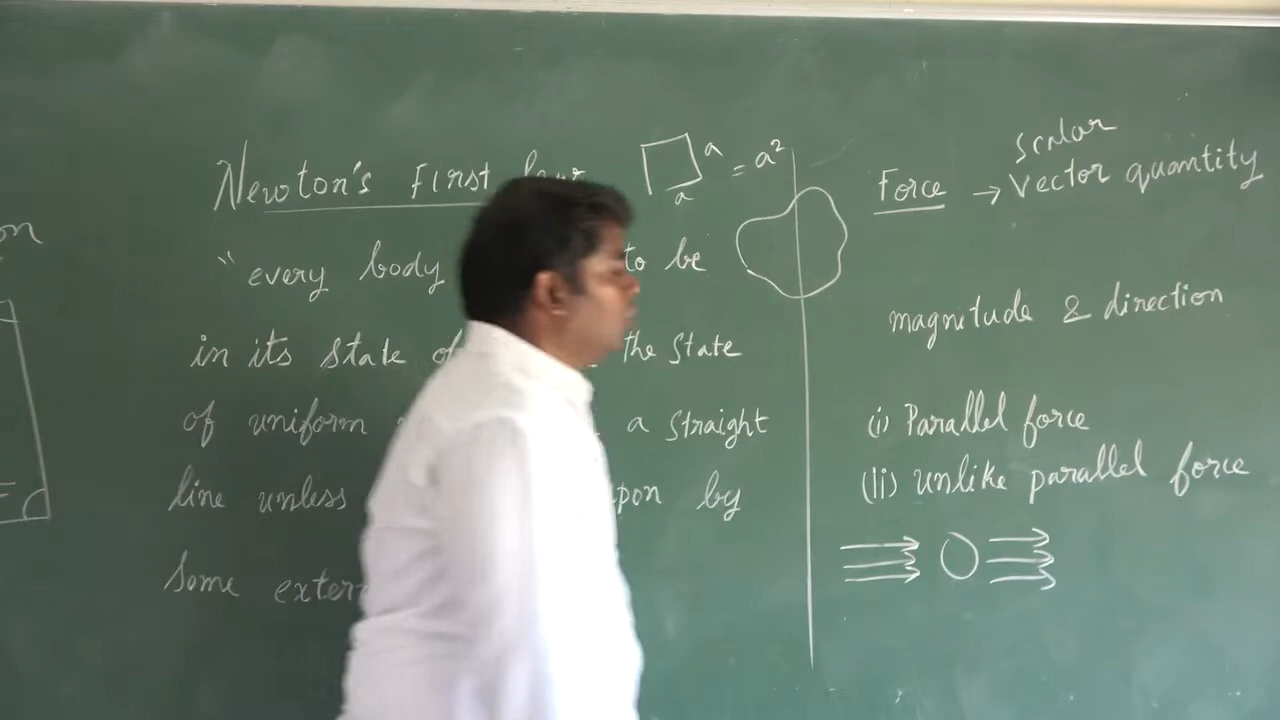 on
Newton's First law
a
a
= a²
"every body to be
in its state of the state
of uniform a straight
line unless upon by
some extern
Force → scalar
Vector quantity
magnitude & direction
(i) Parallel force
(ii) unlike parallel force